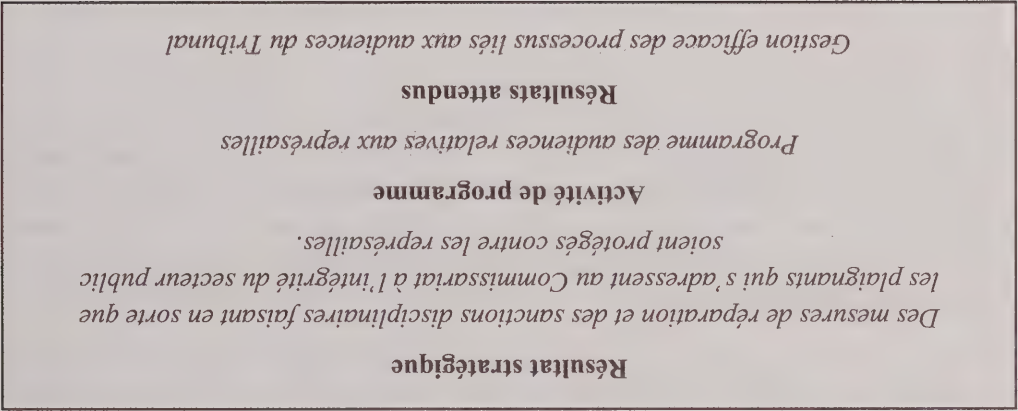 Résultat stratégique
Des mesures de réparation et des sanctions disciplinaires faisant en sorte que
les plaignants qui s'adressent au Commissariat à l'intégrité du secteur public
soient protégés contre les représailles.
Activité de programme
Programme des audiences relatives aux représailles
Résultats attendus
Gestion efficace des processus liés aux audiences du Tribunal